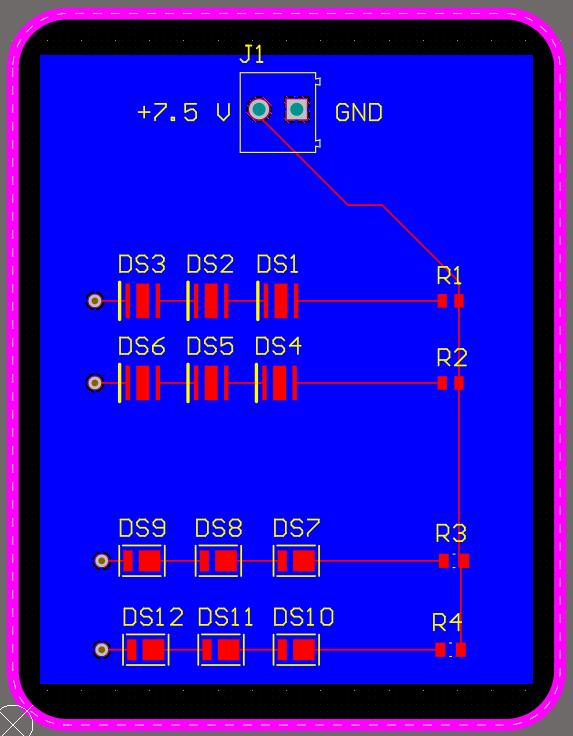 J1
+7.5 V GND
DS3 DS2 DS1 R1
DS6 DS5 DS4 R2
DS9 DS8 DS7 R3
DS12 DS11 DS10 R4